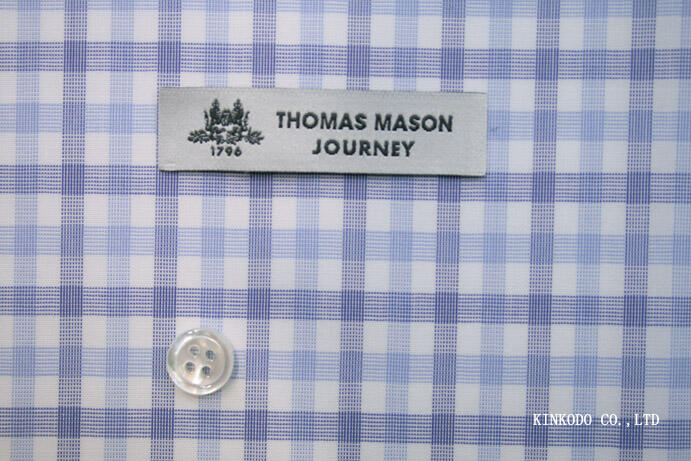 THOMAS MASON
JOURNEY
1796
KINKODO CO.,LTD